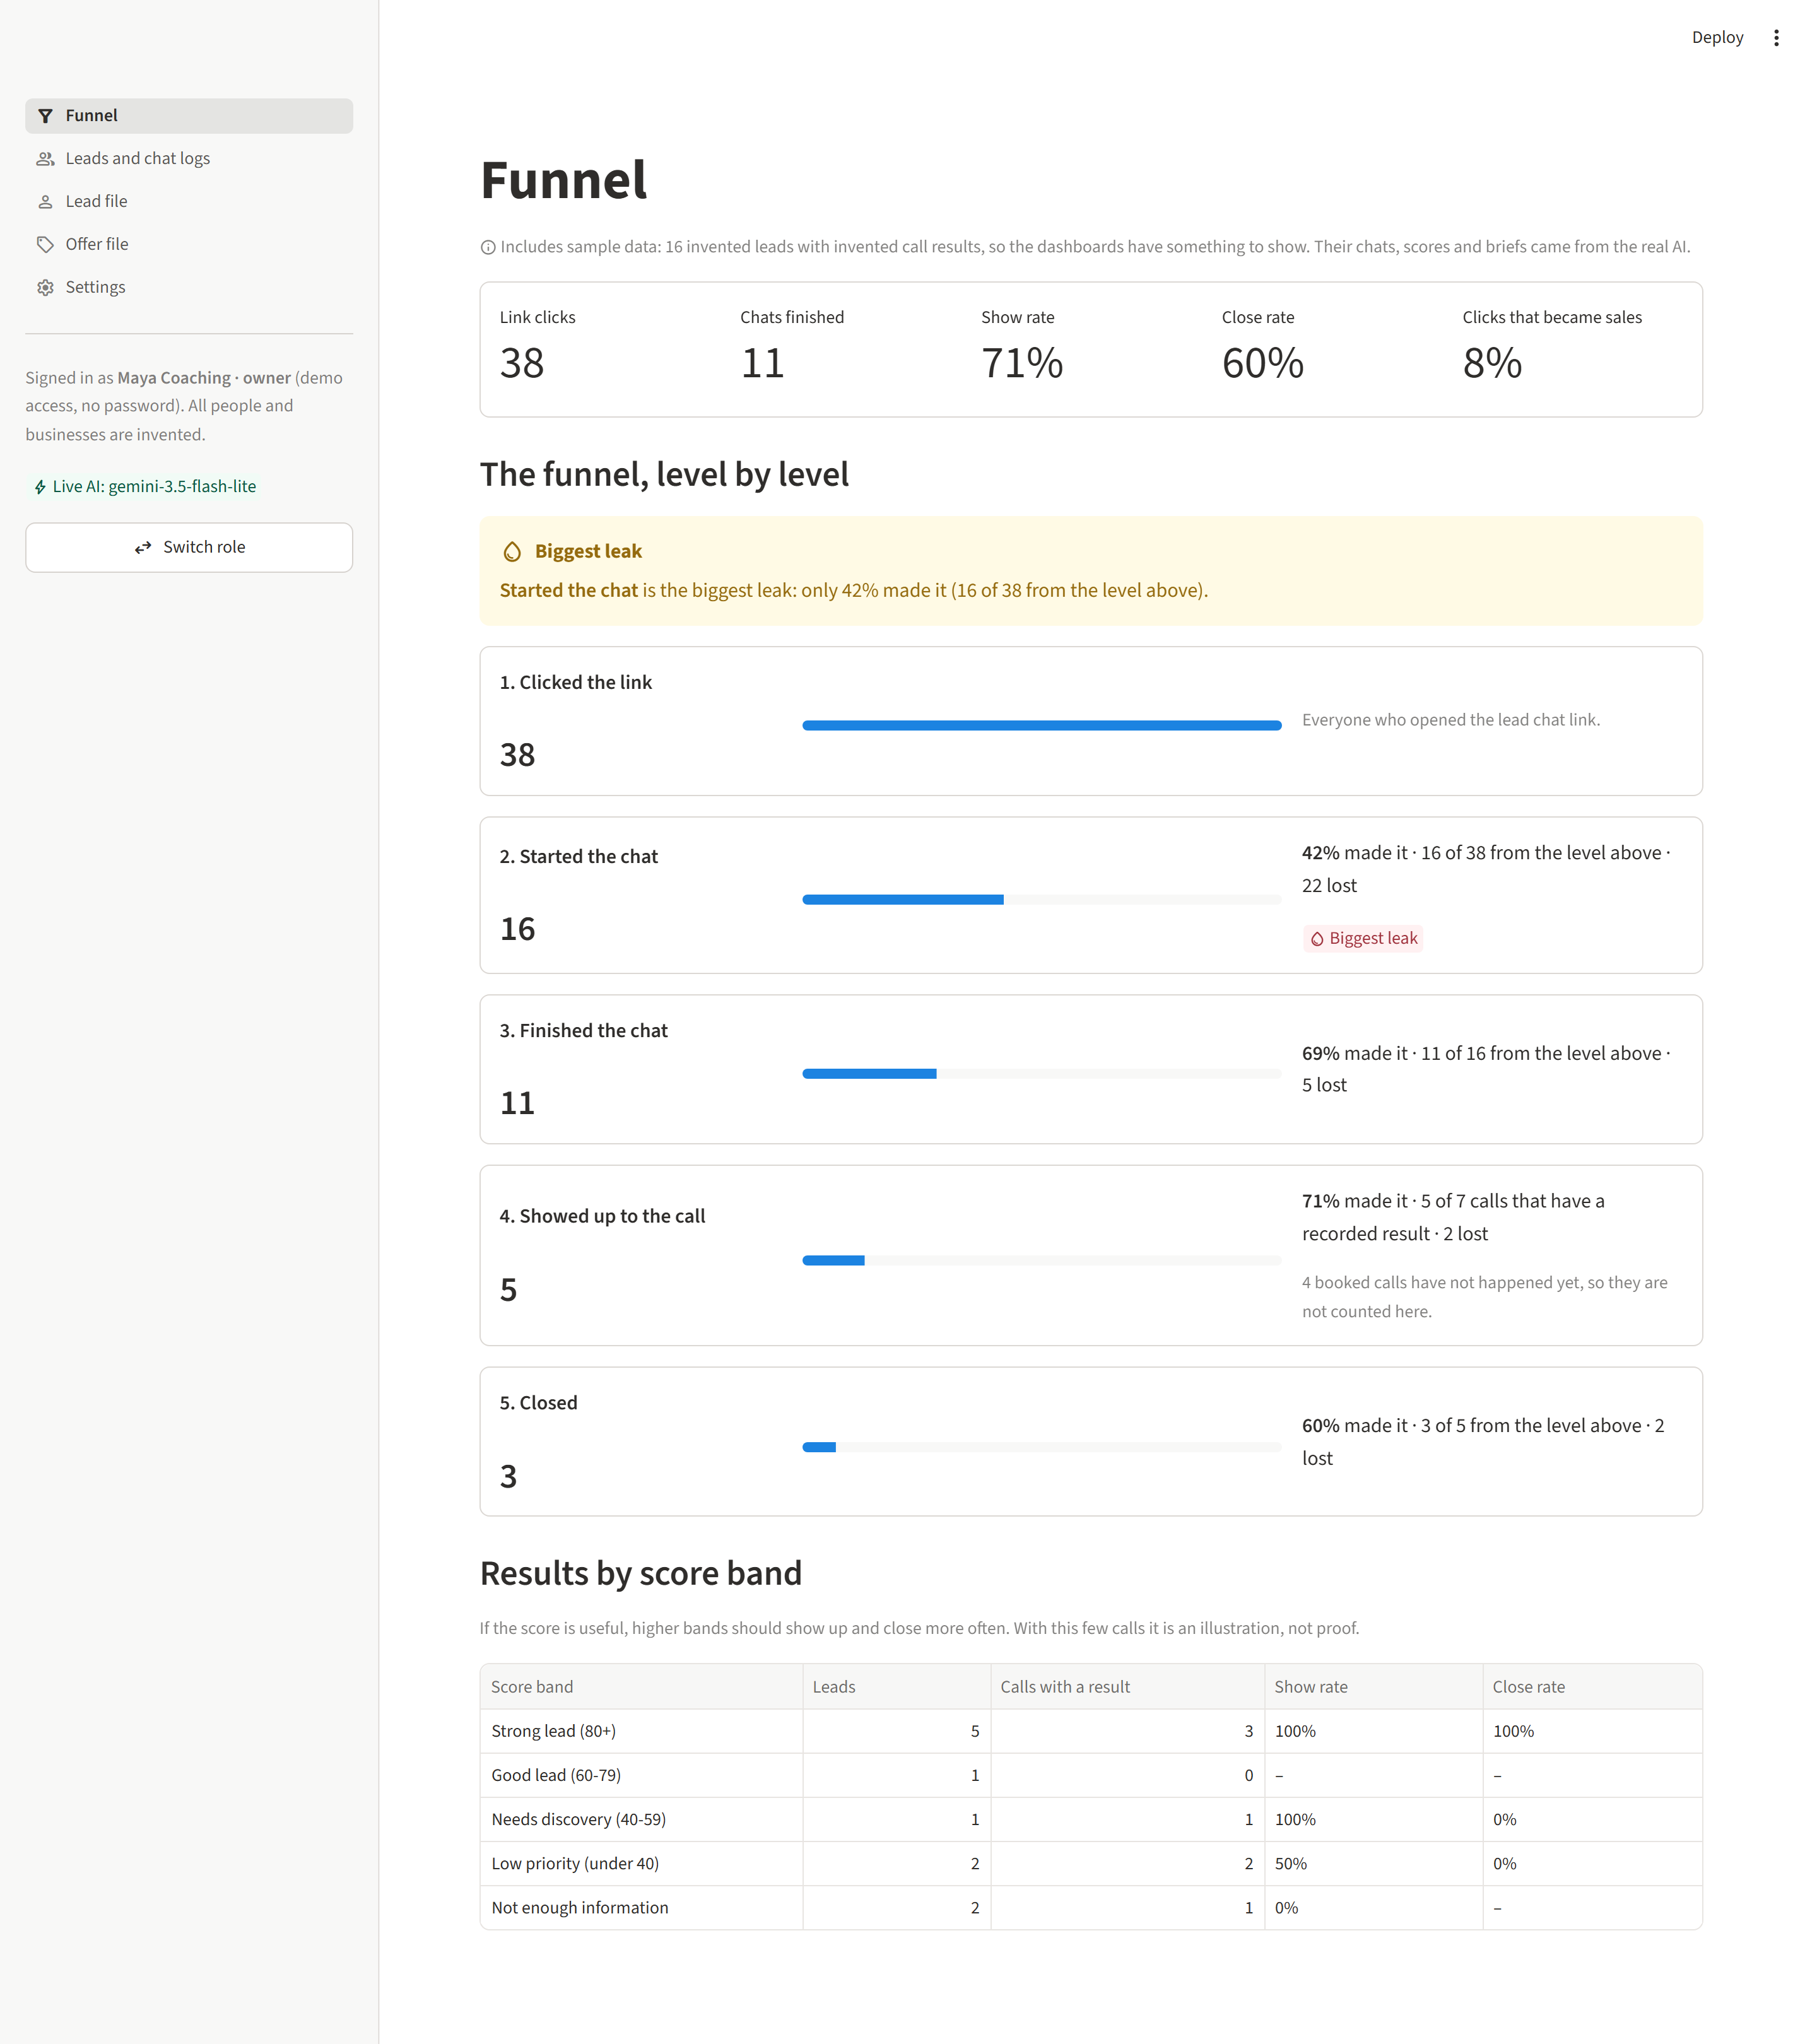 Deploy
Funnel
Leads and chat logs
Lead file
Offer file
Settings
Signed in as Maya Coaching · owner (demo
access, no password). All people and
businesses are invented.
Live AI: gemini-3.5-flash-lite
Switch role
Funnel
Includes sample data: 16 invented leads with invented call results, so the dashboards have something to show. Their chats, scores and briefs came from the real AI.
Link clicks
38
Chats finished
11
Show rate
71%
Close rate
60%
Clicks that became sales
8%
The funnel, level by level
Biggest leak
Started the chat is the biggest leak: only 42% made it (16 of 38 from the level above).
1. Clicked the link
38
Everyone who opened the lead chat link.
2. Started the chat
16
42% made it · 16 of 38 from the level above ·
22 lost
Biggest leak
3. Finished the chat
11
69% made it · 11 of 16 from the level above ·
5 lost
4. Showed up to the call
5
71% made it · 5 of 7 calls that have a
recorded result · 2 lost
4 booked calls have not happened yet, so they are
not counted here.
5. Closed
3
60% made it · 3 of 5 from the level above · 2
lost
Results by score band
If the score is useful, higher bands should show up and close more often. With this few calls it is an illustration, not proof.
Score band Leads Calls with a result Show rate Close rate
Strong lead (80+) 5 3 100% 100%
Good lead (60-79) 1 0 – –
Needs discovery (40-59) 1 1 100% 0%
Low priority (under 40) 2 2 50% 0%
Not enough information 2 1 0% –